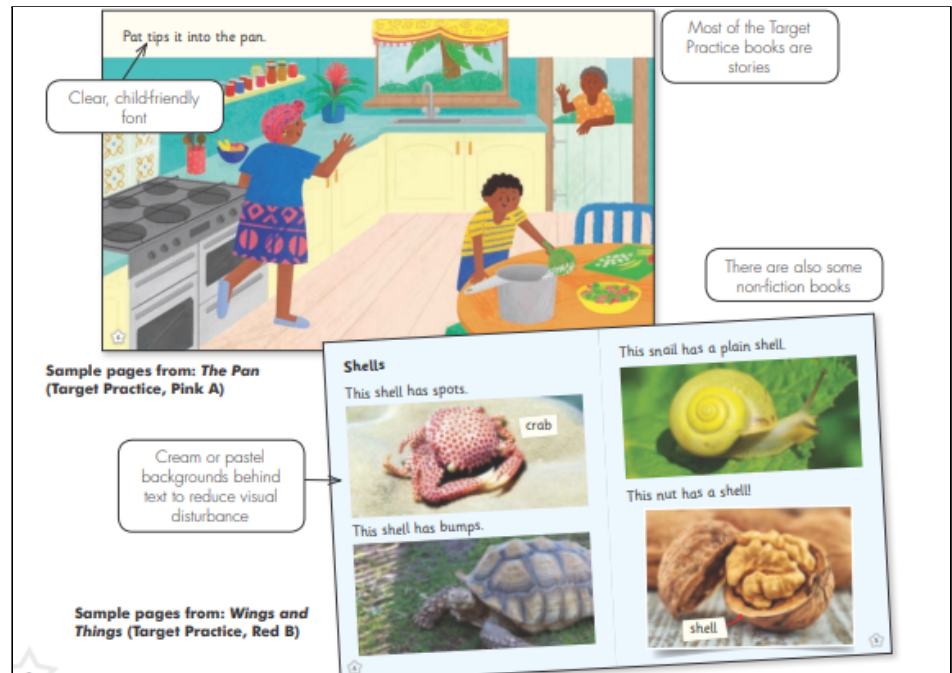 Pat tips it into the pan.
Most of the Target
Practice books are
stories
Clear, child-friendly
font
There are also some
non-fiction books
Sample pages from: The Pan
(Target Practice, Pink A)
Shells
This shell has spots.
crab
This shell has bumps.
This snail has a plain shell.
This nut has a shell!
shell
Cream or pastel
backgrounds behind
text to reduce visual
disturbance
Sample pages from: Wings and
Things (Target Practice, Red B)
4
5